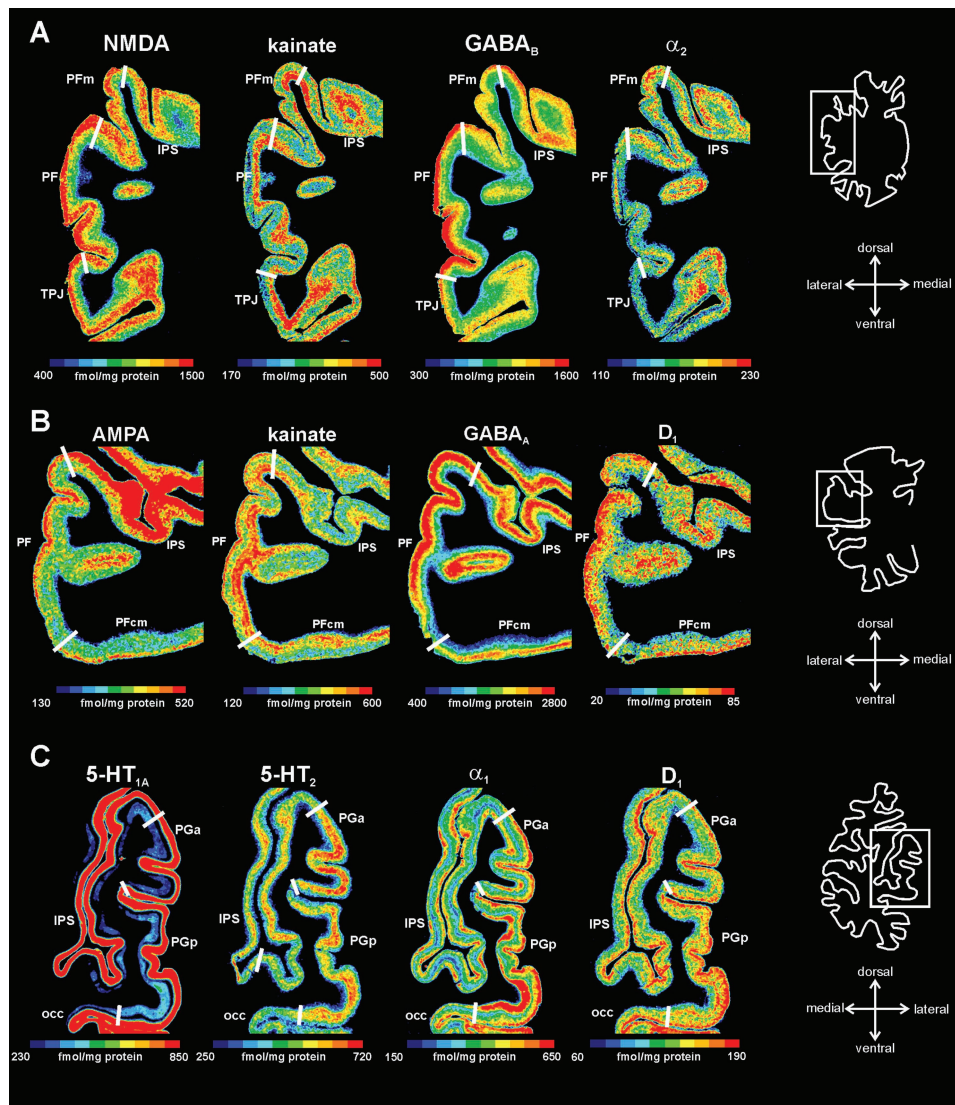 A
NMDA kainate GABAB α2
PFm PFm PFm PFm
IPS IPS IPS IPS
PF PF PF PF
TPJ TPJ TPJ TPJ
dorsal
lateral medial
ventral
400 fmol/mg protein 1500 170 fmol/mg protein 500 300 fmol/mg protein 1600 110 fmol/mg protein 230
B
AMPA kainate GABAA D1
PF PF PF PF
IPS IPS IPS IPS
PFcm PFcm PFcm PFcm
dorsal
lateral medial
ventral
130 fmol/mg protein 520 120 fmol/mg protein 600 400 fmol/mg protein 2800 20 fmol/mg protein 85
C
5-HT1A 5-HT2 α1 D1
PGa PGa PGa PGa
IPS IPS IPS IPS
PGp PGp PGp PGp
occ occ occ occ
dorsal
medial lateral
ventral
230 fmol/mg protein 850 250 fmol/mg protein 720 150 fmol/mg protein 650 60 fmol/mg protein 190